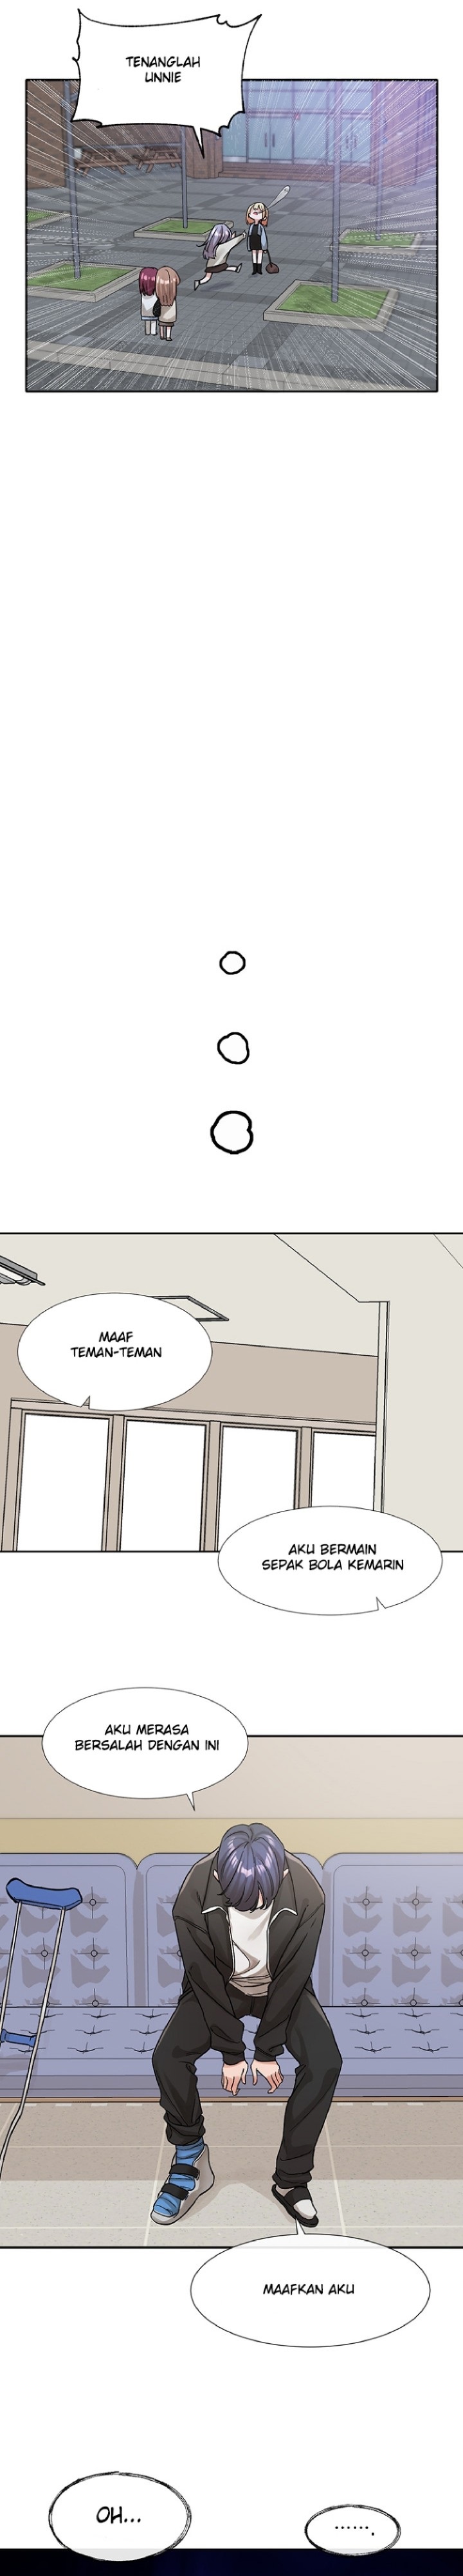 TENANGLAH
UNNIE
MAAF
TEMAN-TEMAN
AKU BERMAIN
SEPAK BOLA KEMARIN
AKU MERASA
BERSALAH DENGAN INI
MAAFKAN AKU
OH...
.......